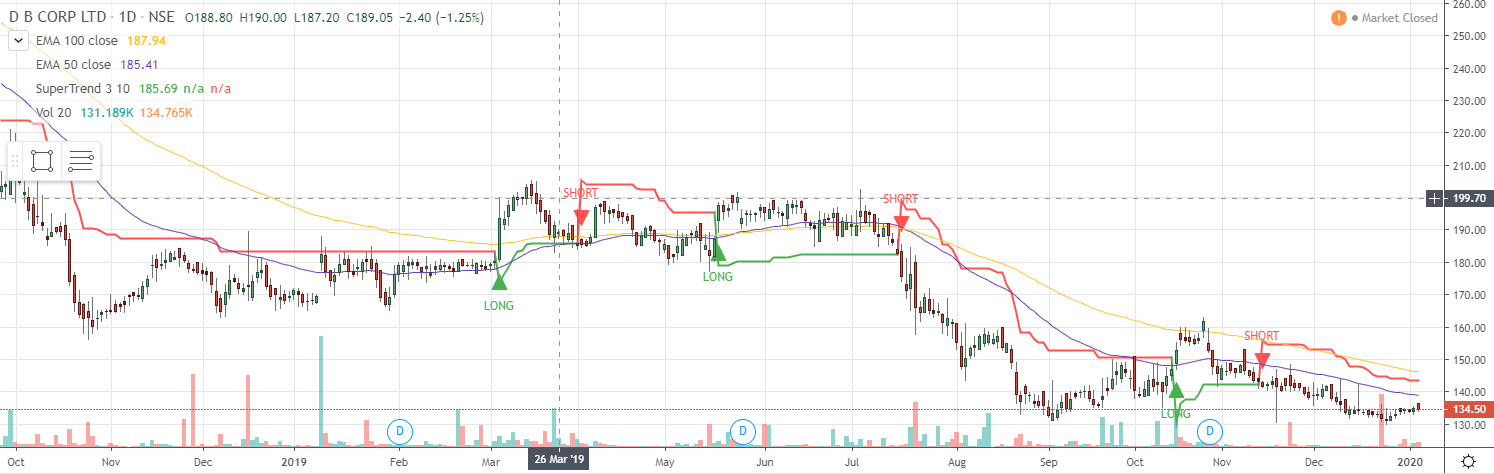 D B CORP LTD · 1D · NSE O188.80 H190.00 L187.20 C189.05 −2.40 (−1.25%)
! Market Closed
EMA 100 close 187.94
EMA 50 close 185.41
SuperTrend 3 10 185.69 n/a n/a
Vol 20 131.189K 134.765K
260.00
250.00
240.00
230.00
220.00
210.00
199.70
190.00
180.00
170.00
160.00
150.00
140.00
134.50
130.00
SHORT
SHORT
LONG
LONG
SHORT
LONG
D
D
D
Oct Nov Dec 2019 Feb Mar 26 Mar '19 May Jun Jul Aug Sep Oct Nov Dec 2020